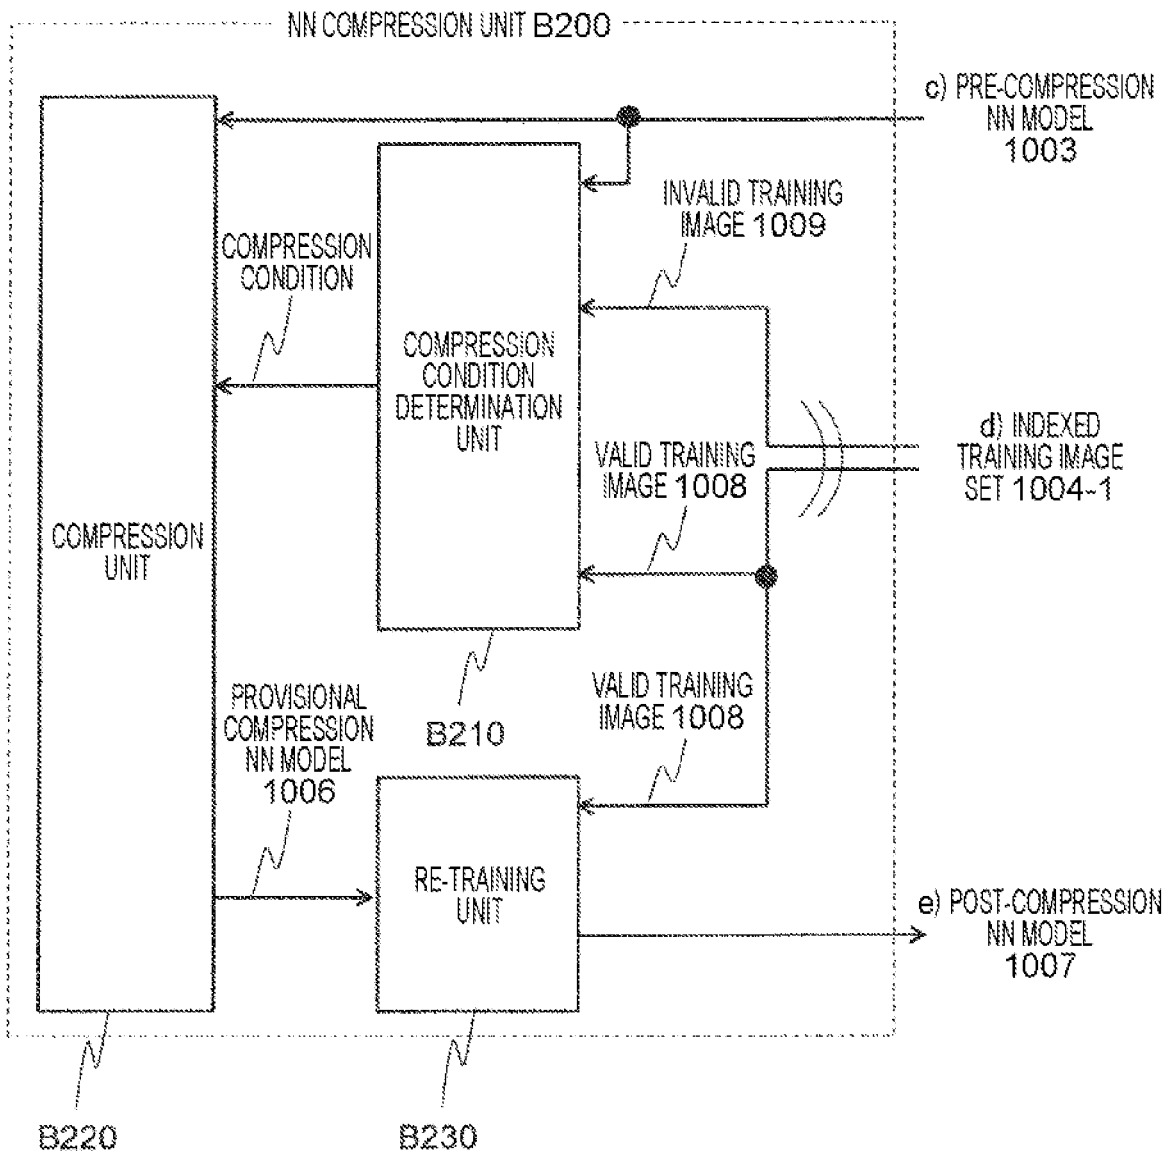 NN COMPRESSION UNIT B200
c) PRE-COMPRESSION
NN MODEL
1003
INVALID TRAINING
IMAGE 1009
COMPRESSION
CONDITION
COMPRESSION
CONDITION
DETERMINATION
UNIT
d) INDEXED
TRAINING IMAGE
SET 1004-1
VALID TRAINING
IMAGE 1008
COMPRESSION
UNIT
B210
VALID TRAINING
IMAGE 1008
PROVISIONAL
COMPRESSION
NN MODEL
1006
RE-TRAINING
UNIT
e) POST-COMPRESSION
NN MODEL
1007
B220
B230